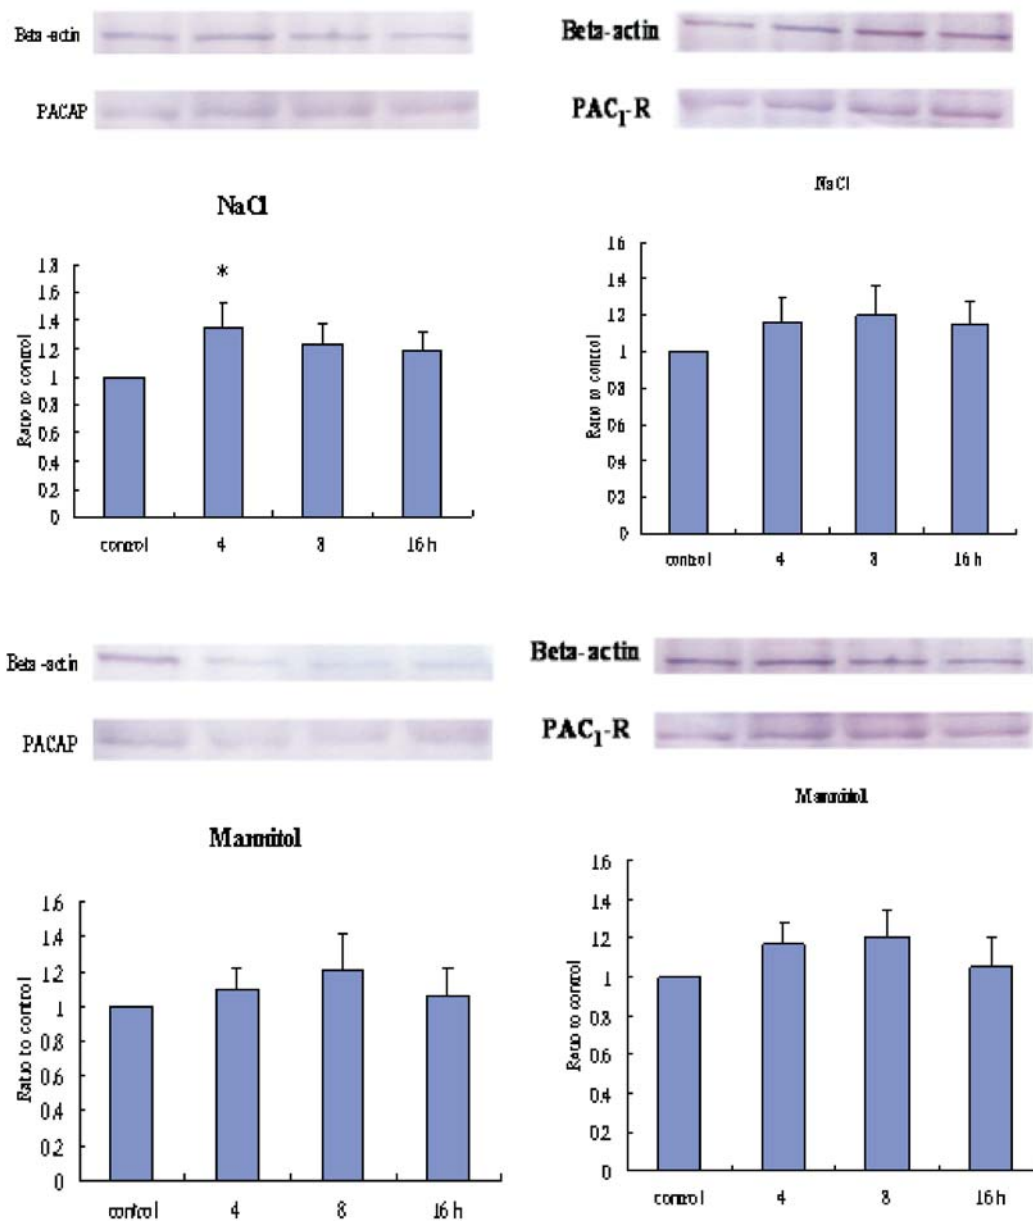 Beta-actin
PACAP
NaCl
1.8
1.6
1.4
1.2
1
0.8
0.6
0.4
0.2
0
Ratio to control
*
control 4 8 16 h
Beta-actin
PAC1-R
NaCl
1.6
1.4
1.2
1
0.8
0.6
0.4
0.2
0
Ratio to control
control 4 8 16 h
Beta-actin
PACAP
Mannitol
1.6
1.4
1.2
1
0.8
0.6
0.4
0.2
0
Ratio to control
control 4 8 16 h
Beta-actin
PAC1-R
Mannitol
1.6
1.4
1.2
1
0.8
0.6
0.4
0.2
0
Ratio to control
control 4 8 16 h